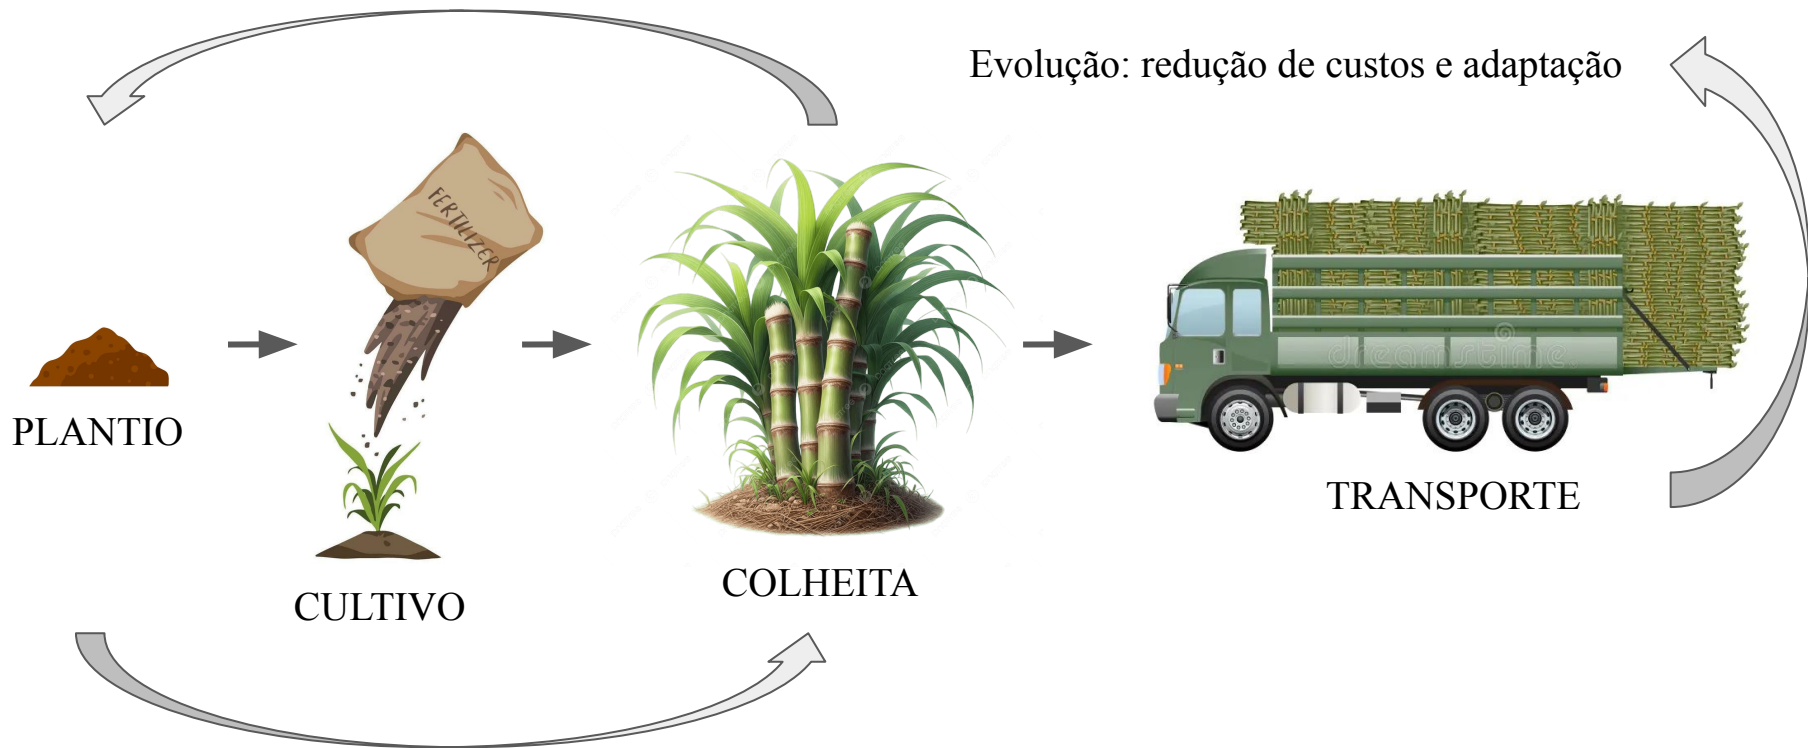 Evolução: redução de custos e adaptação
FERTILIZER
dreamstime
PLANTIO
TRANSPORTE
COLHEITA
CULTIVO